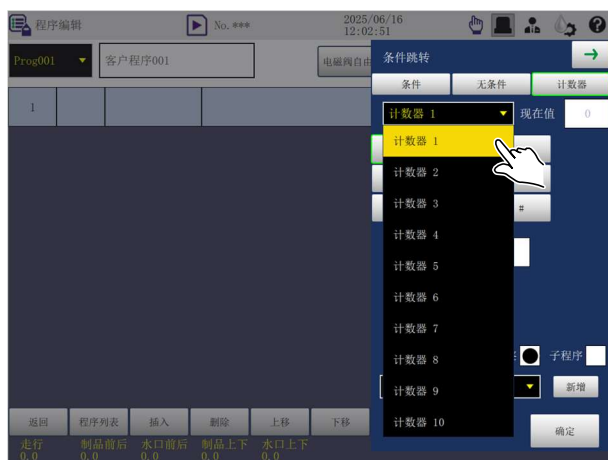 程序编辑
No. ***
2025/06/16
12:02:51
Prog001
客户程序001
电磁阀自由
条件跳转
条件
无条件
计数器
1
计数器 1
现在值
0
计数器 1
计数器 2
计数器 3
#
计数器 4
计数器 5
计数器 6
计数器 7
计数器 8
子程序
计数器 9
新增
计数器 10
确定
返回
程序列表
插入
删除
上移
下移
走行
制品前后
水口前后
制品上下
水口上下
0.0
0.0
0.0
0.0
0.0